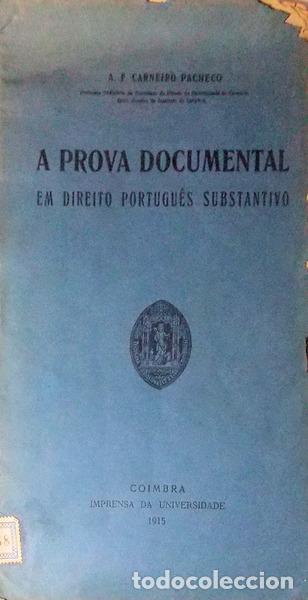 A. F. CARNEIRO PACHECO
A PROVA DOCUMENTAL
EM DIREITO PORTUGUÊS SUBSTANTIVO
COIMBRA
IMPRENSA DA UNIVERSIDADE
1915
todocoleccion